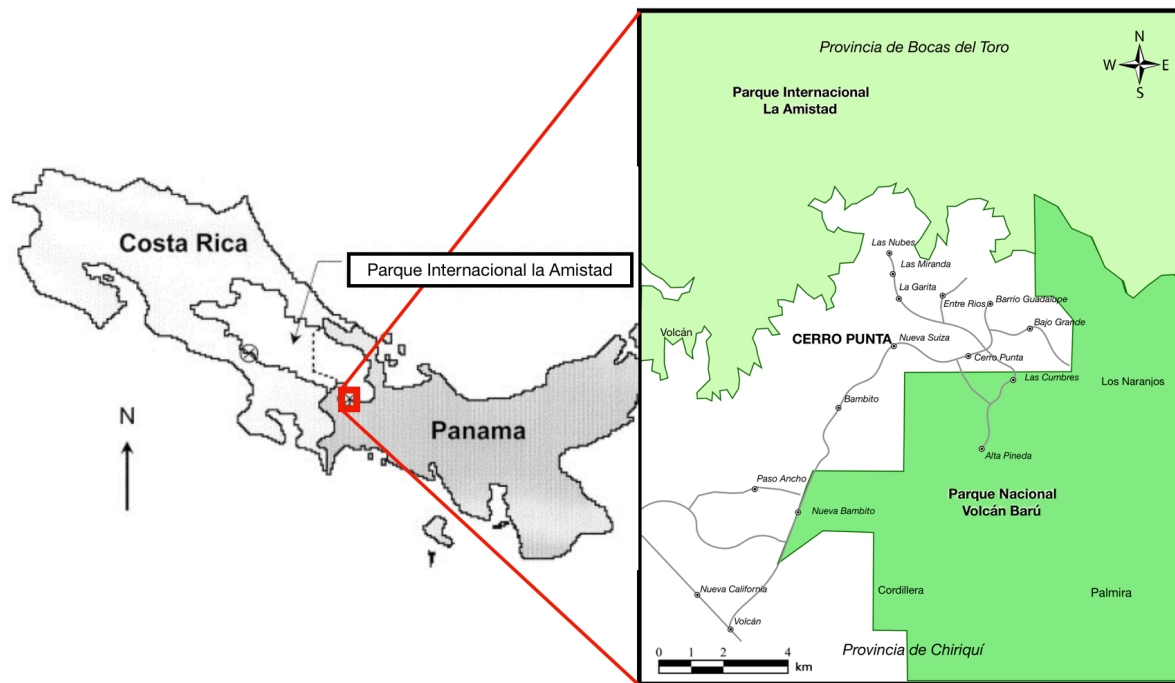 Costa Rica
Parque Internacional la Amistad
N
Panama
Provincia de Bocas del Toro
N
W
E
S
Parque Internacional
La Amistad
Las Nubes
Las Miranda
La Garita
Entre Rios
Barrio Guadalupe
Bajo Grande
Volcán
CERRO PUNTA
Nueva Suiza
Cerro Punta
Las Cumbres
Los Naranjos
Bambito
Alta Pineda
Paso Ancho
Parque Nacional
Volcán Barú
Nueva Bambito
Nueva California
Cordillera
Palmira
Volcán
Provincia de Chiriquí
0 1 2 4
km